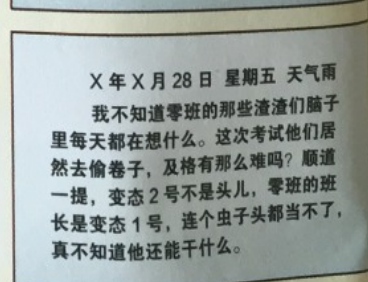 X年X月28日 星期五 天气雨
我不知道零班的那些渣渣们脑子
里每天都在想什么。这次考试他们居
然去偷卷子，及格有那么难吗？顺道
一提，变态2号不是头儿，零班的班
长是变态1号，连个虫子头都当不了，
真不知道他还能干什么。